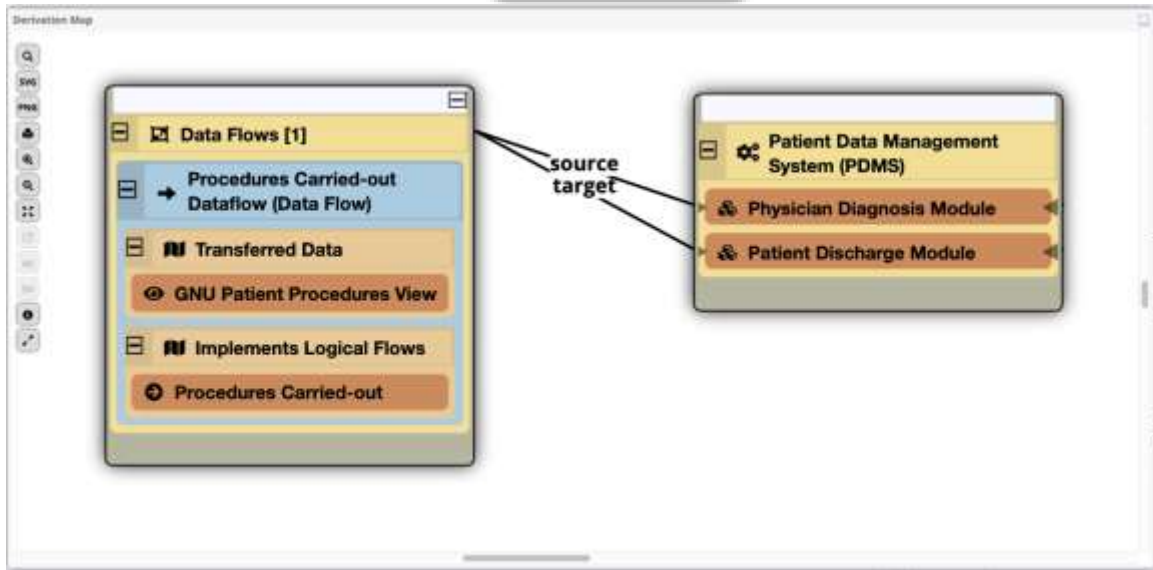 Derivation Map
SVG
PNG
Data Flows [1]
Procedures Carried-out
Dataflow (Data Flow)
Transferred Data
GNU Patient Procedures View
Implements Logical Flows
Procedures Carried-out
source
target
Patient Data Management
System (PDMS)
Physician Diagnosis Module
Patient Discharge Module